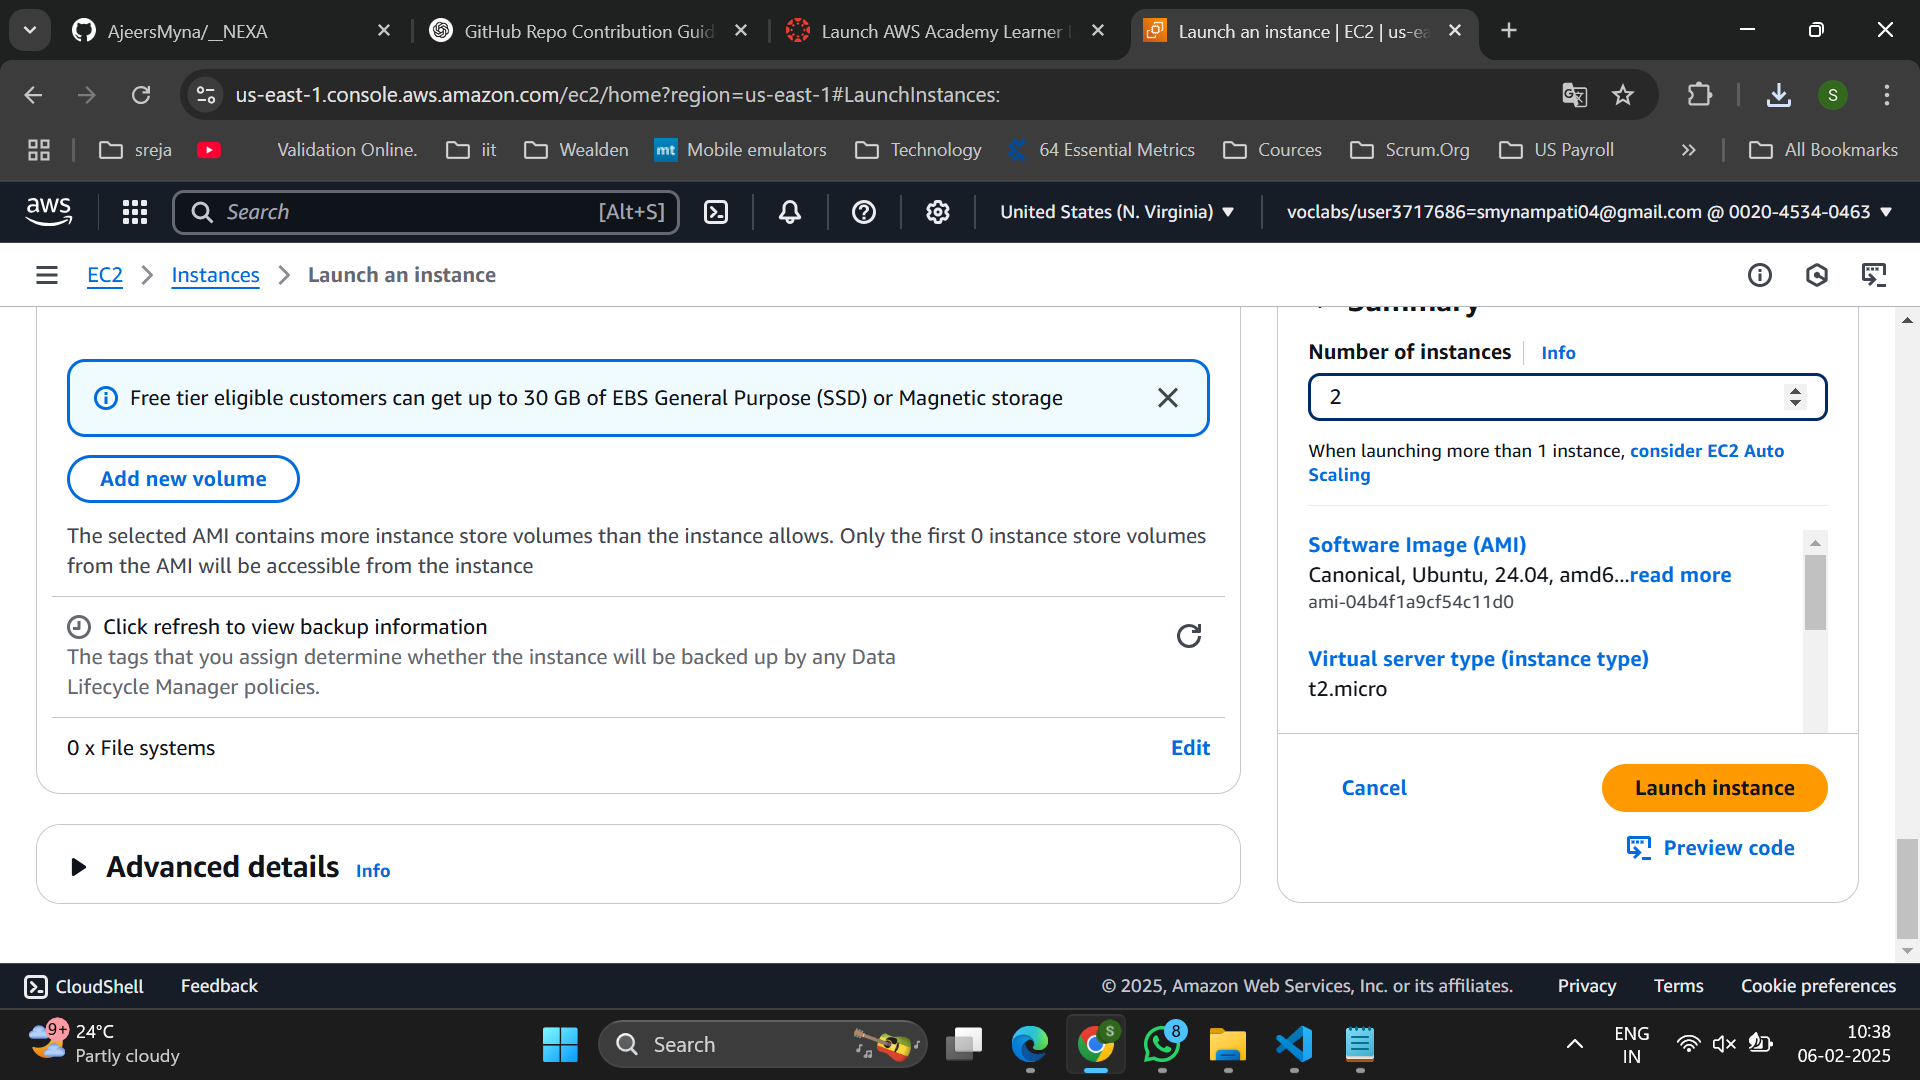 AjeersMyna/__NEXA
GitHub Repo Contribution Guid
Launch AWS Academy Learner
Launch an instance | EC2 | us-ea
us-east-1.console.aws.amazon.com/ec2/home?region=us-east-1#LaunchInstances:
S
sreja
Validation Online.
iit
Wealden
mt
Mobile emulators
Technology
64 Essential Metrics
Cources
Scrum.Org
US Payroll
»
All Bookmarks
aws
Search
[Alt+S]
United States (N. Virginia)
voclabs/user3717686=smynampati04@gmail.com @ 0020-4534-0463
EC2
Instances
Launch an instance
Summary
Number of instances
Info
2
When launching more than 1 instance, consider EC2 Auto
Scaling
Free tier eligible customers can get up to 30 GB of EBS General Purpose (SSD) or Magnetic storage
Add new volume
The selected AMI contains more instance store volumes than the instance allows. Only the first 0 instance store volumes
from the AMI will be accessible from the instance
Click refresh to view backup information
The tags that you assign determine whether the instance will be backed up by any Data
Lifecycle Manager policies.
0 x File systems
Edit
Software Image (AMI)
Canonical, Ubuntu, 24.04, amd6...read more
ami-04b4f1a9cf54c11d0
Virtual server type (instance type)
t2.micro
Cancel
Launch instance
Preview code
Advanced details
Info
CloudShell
Feedback
© 2025, Amazon Web Services, Inc. or its affiliates.
Privacy
Terms
Cookie preferences
9+
24°C
Partly cloudy
Search
S
8
ENG
IN
10:38
06-02-2025